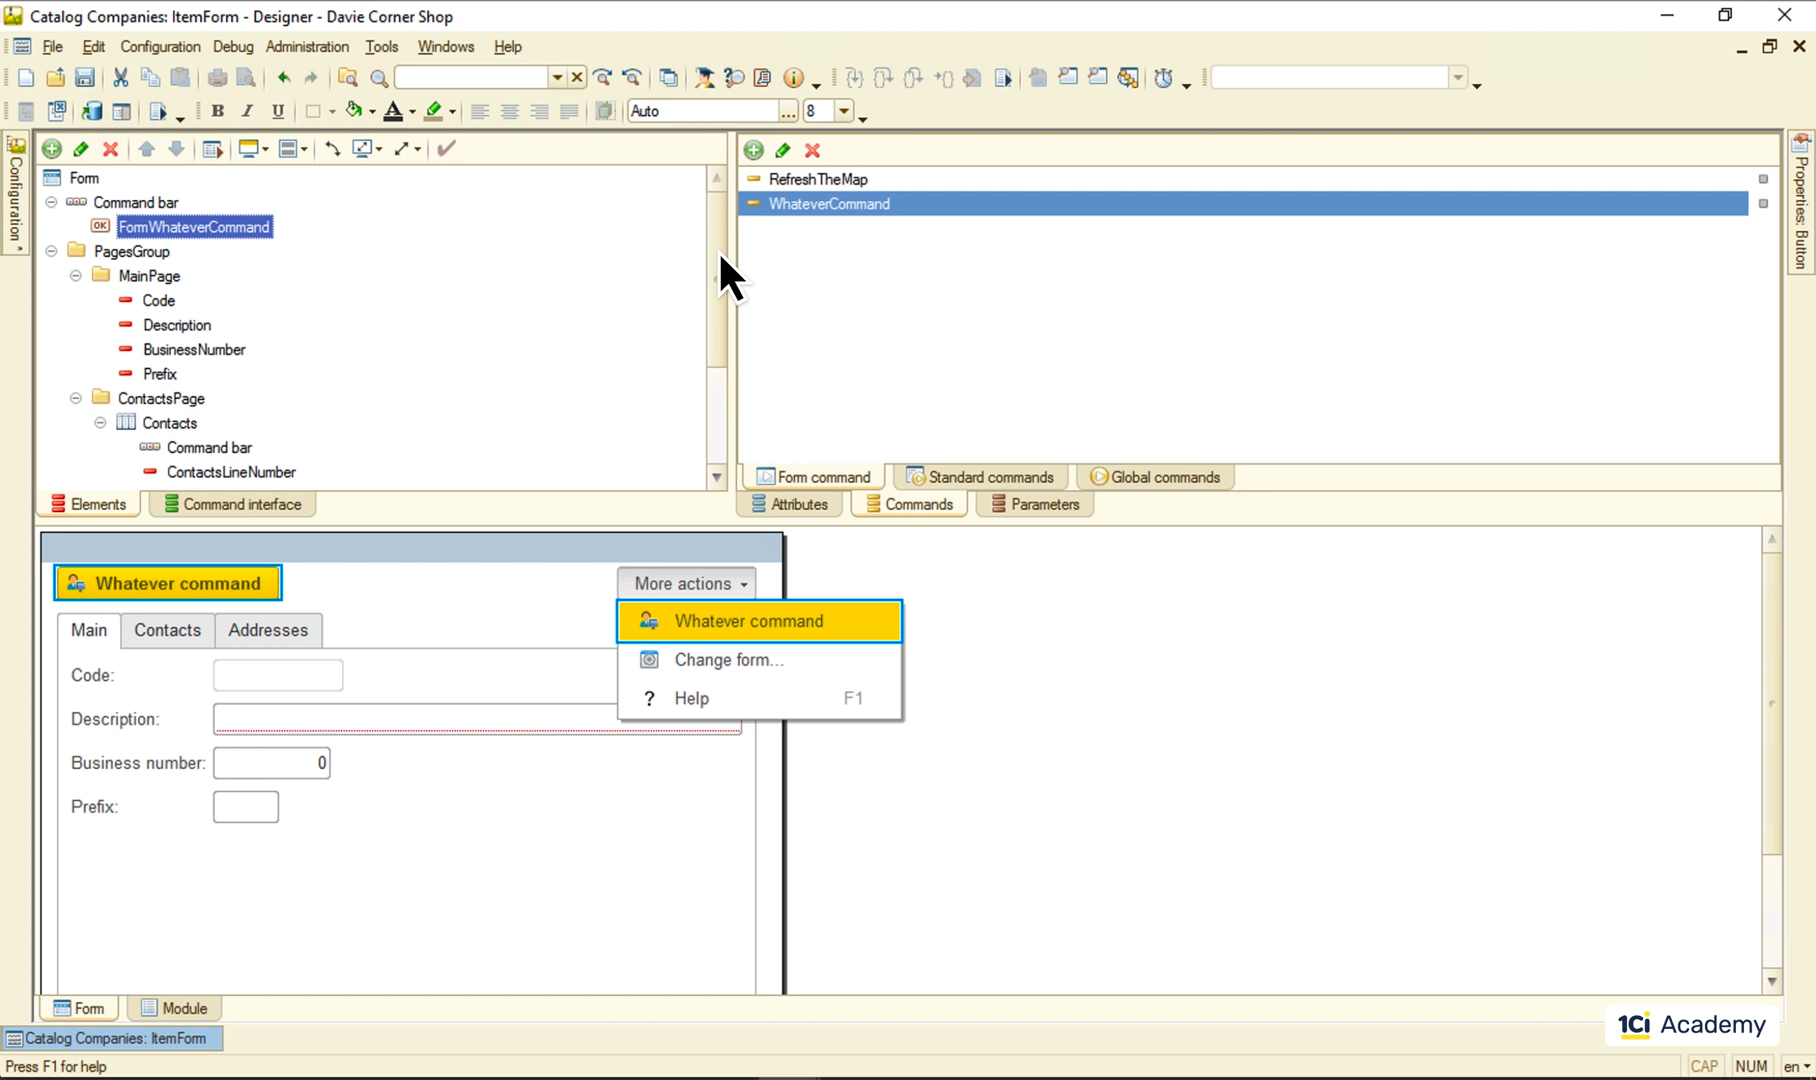 Catalog Companies: ItemForm - Designer - Davie Corner Shop
File Edit Configuration Debug Administration Tools Windows Help
B I U A Auto ... 8
Configuration
Form
Command bar
OK FormWhateverCommand
PagesGroup
MainPage
Code
Description
BusinessNumber
Prefix
ContactsPage
Contacts
Command bar
ContactsLineNumber
Elements Command interface
RefreshTheMap
WhateverCommand
Form command Standard commands Global commands
Attributes Commands Parameters
Properties: Button
Whatever command More actions
Whatever command
Change form...
? Help F1
Main Contacts Addresses
Code:
Description:
Business number: 0
Prefix:
Form Module
1Ci Academy
Catalog Companies: ItemForm
Press F1 for help CAP NUM en